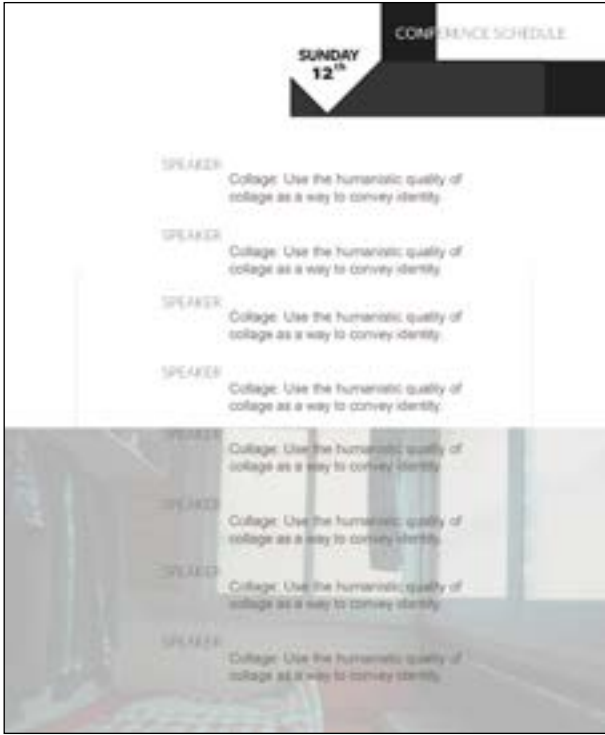 CONFERENCE SCHEDULE
SUNDAY
12th
SPEAKER
Collage: Use the humanistic quality of
collage as a way to convey identity.
SPEAKER
Collage: Use the humanistic quality of
collage as a way to convey identity.
SPEAKER
Collage: Use the humanistic quality of
collage as a way to convey identity.
SPEAKER
Collage: Use the humanistic quality of
collage as a way to convey identity.
SPEAKER
Collage: Use the humanistic quality of
collage as a way to convey identity.
SPEAKER
Collage: Use the humanistic quality of
collage as a way to convey identity.
SPEAKER
Collage: Use the humanistic quality of
collage as a way to convey identity.
SPEAKER
Collage: Use the humanistic quality of
collage as a way to convey identity.